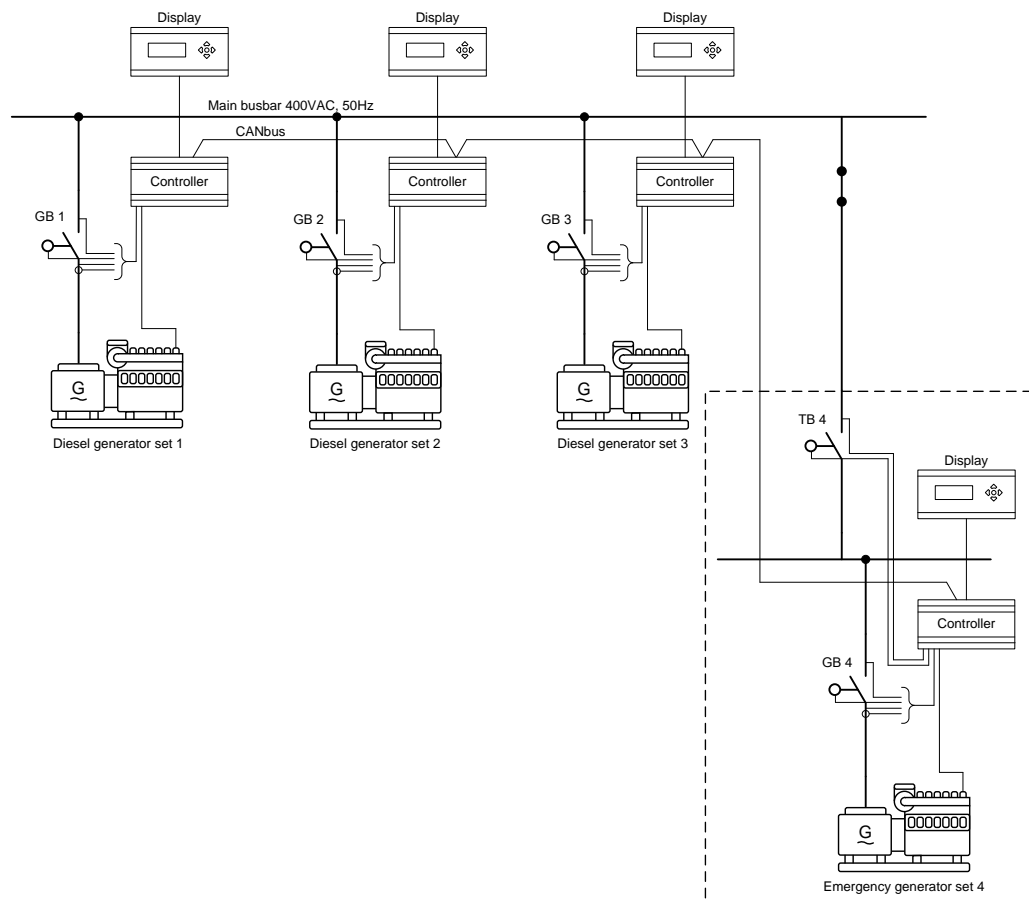 Display
Display
Display
Main busbar 400VAC, 50Hz
CANbus
Controller
Controller
Controller
GB 1
GB 2
GB 3
G
G
G
Diesel generator set 1
Diesel generator set 2
Diesel generator set 3
TB 4
Display
Controller
GB 4
G
Emergency generator set 4